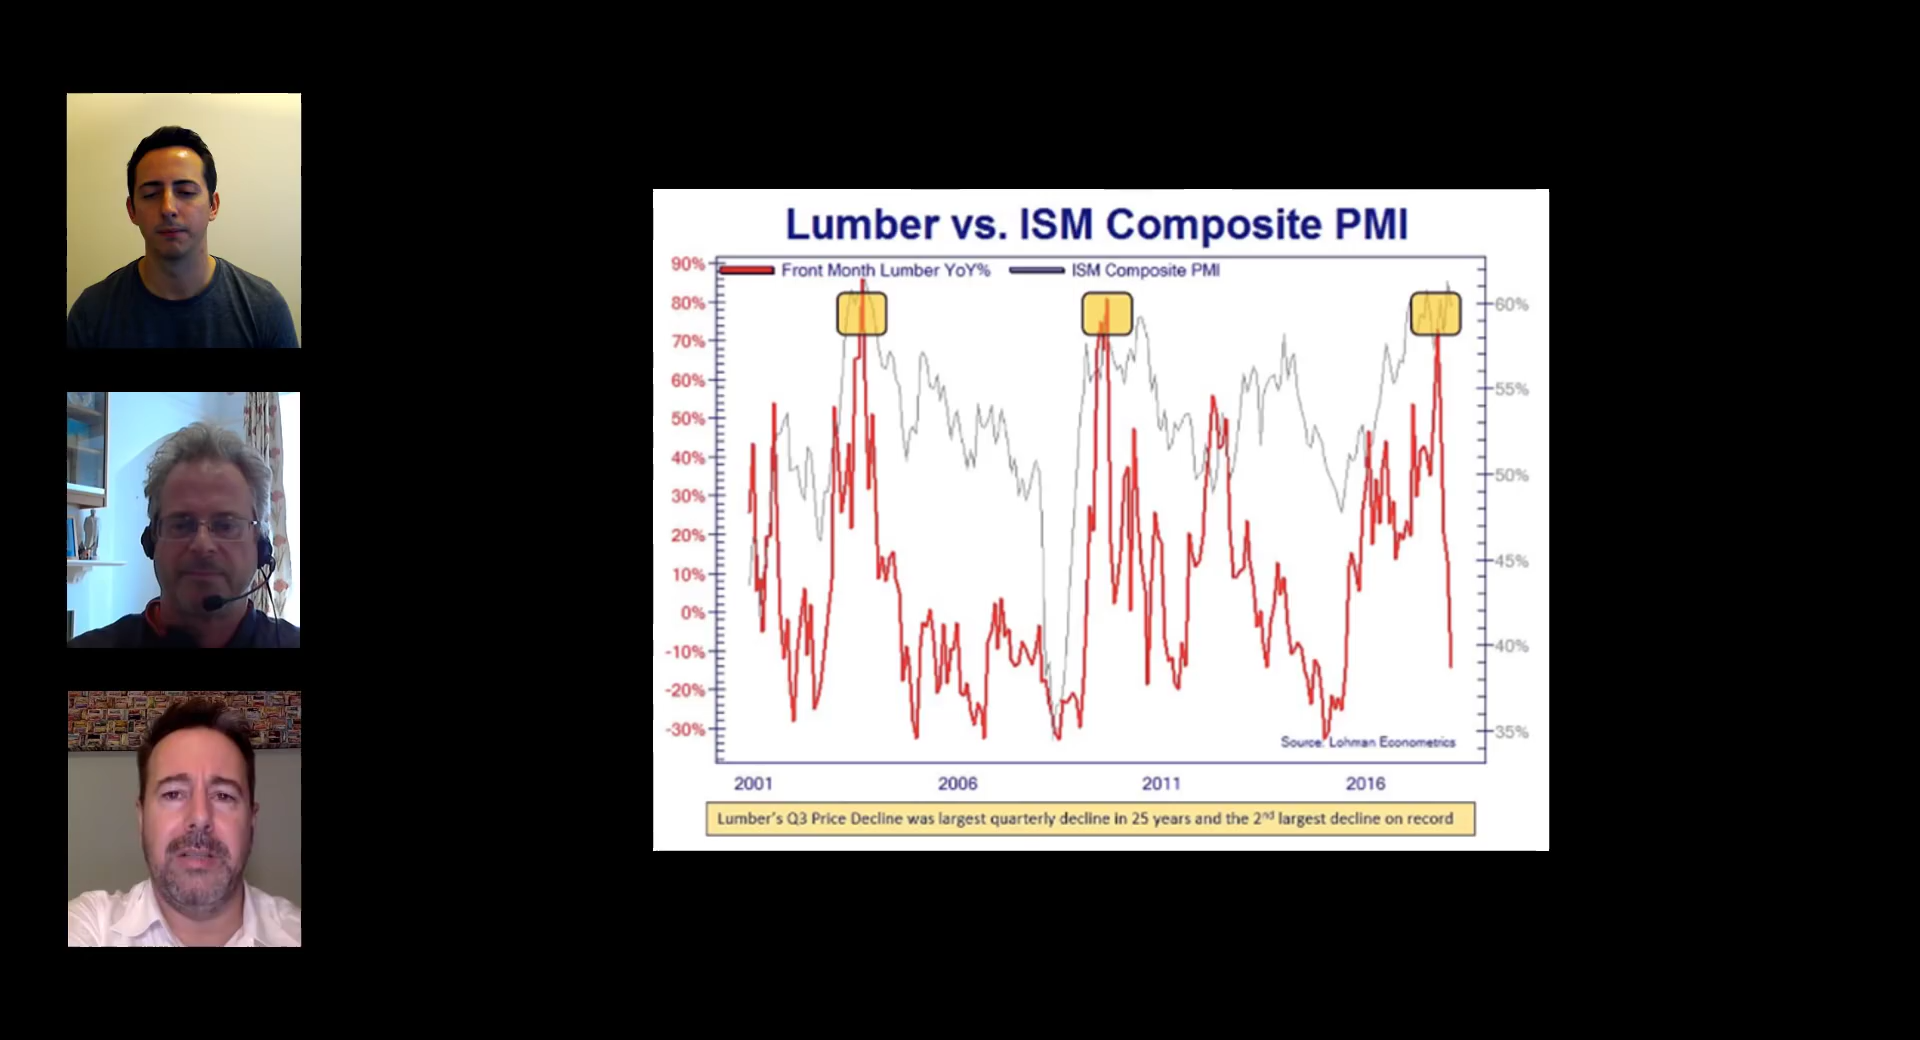 Lumber vs. ISM Composite PMI
Front Month Lumber YoY% ISM Composite PMI
90%
80% 60%
70%
60% 55%
50%
40% 50%
30%
20% 45%
10%
0%
-10% 40%
-20%
-30% 35%
Source: Lohman Econometrics
2001 2006 2011 2016
Lumber's Q3 Price Decline was largest quarterly decline in 25 years and the 2nd largest decline on record